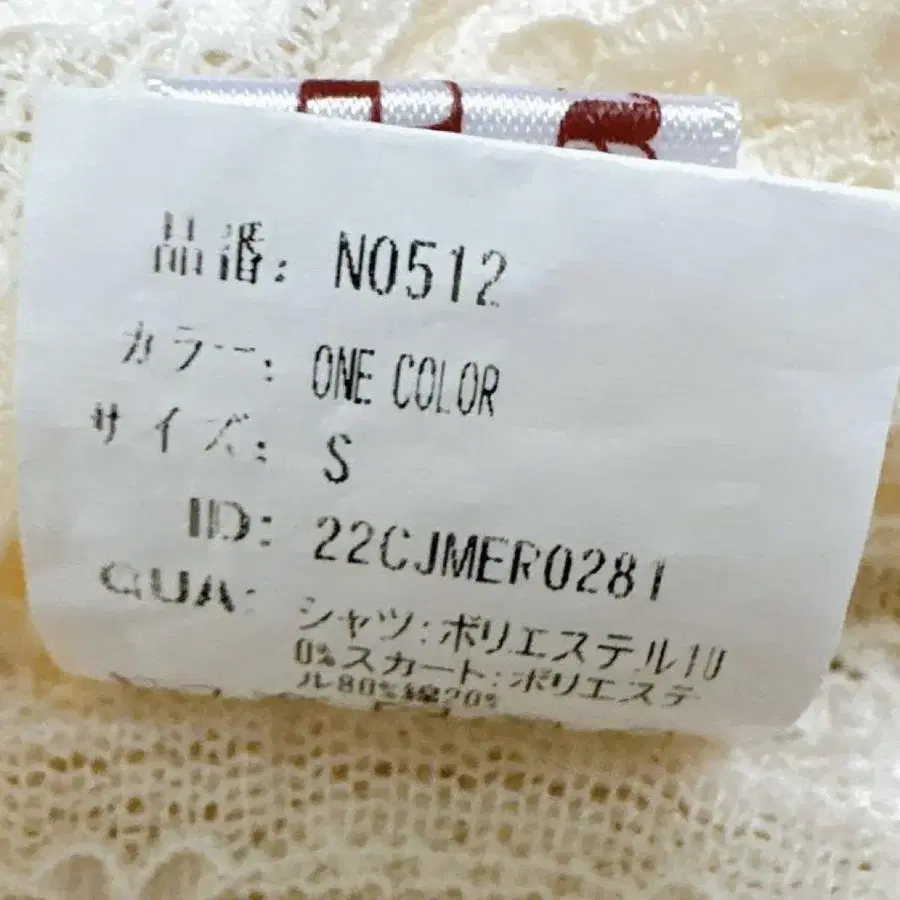 品番: N0512
カラー: ONE COLOR
サイズ: S
ID: 22CJMER0281
QUA: シャツ:ポリエステル10
0%スカート:ポリエステ
ル80%綿20%